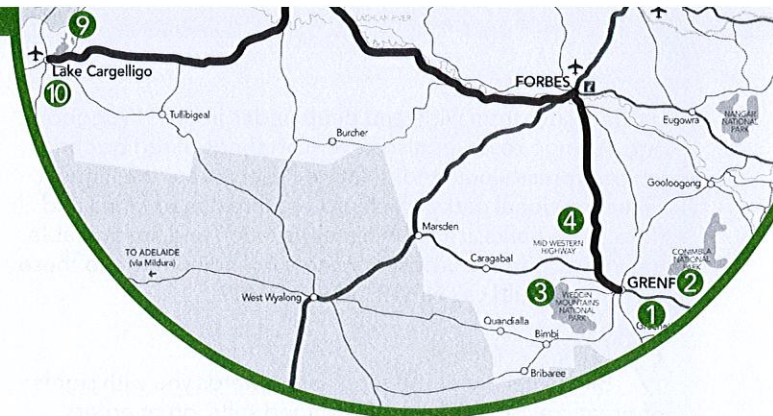 9
LACHLAN RIVER
Lake Cargelligo
10
FORBES
i
Tullibigeal
Burcher
Eugowra
NANGAR
NATIONAL
PARK
Gooloogong
4
Marsden
MID WESTERN
HIGHWAY
CONIMBLA
NATIONAL
PARK
TO ADELAIDE
(via Mildura)
Caragabal
GRENF
2
3
WEDDIN
MOUNTAINS
NATIONAL
PARK
1
West Wyalong
Quandialla
Bimbi
Bribaree